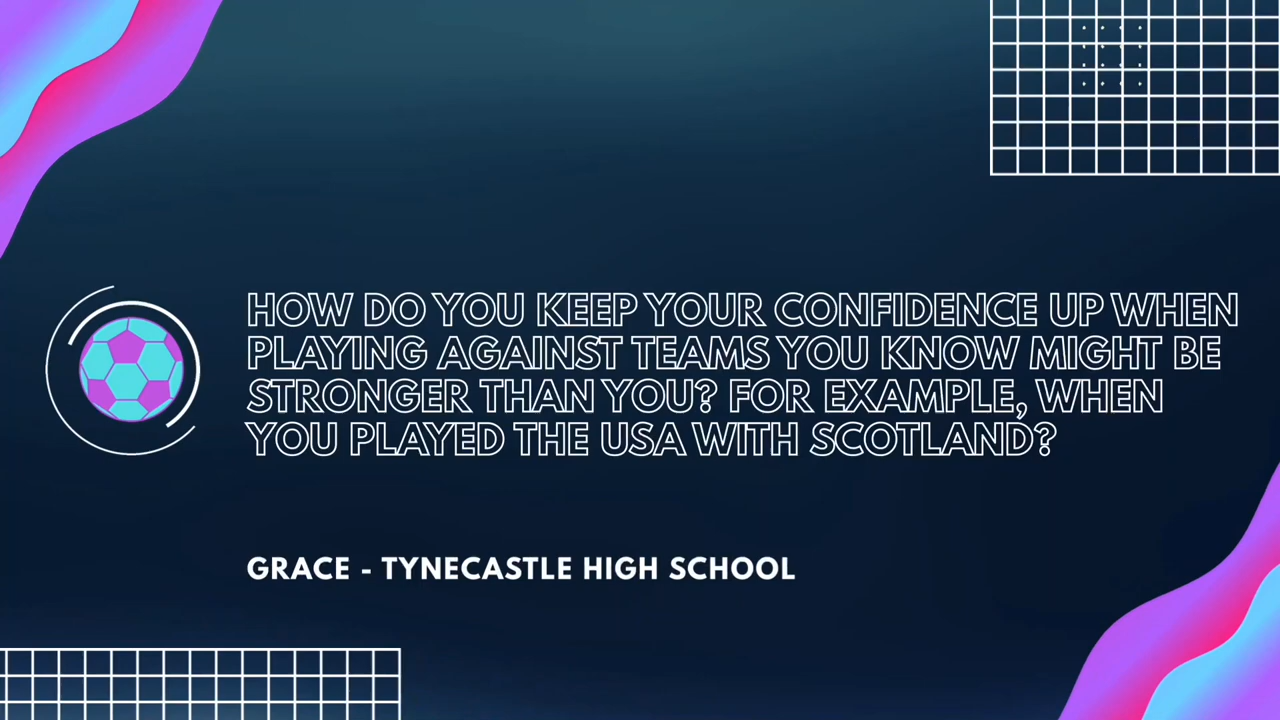 HOW DO YOU KEEP YOUR CONFIDENCE UP WHEN
PLAYING AGAINST TEAMS YOU KNOW MIGHT BE
STRONGER THAN YOU? FOR EXAMPLE, WHEN
YOU PLAYED THE USA WITH SCOTLAND?
GRACE - TYNECASTLE HIGH SCHOOL